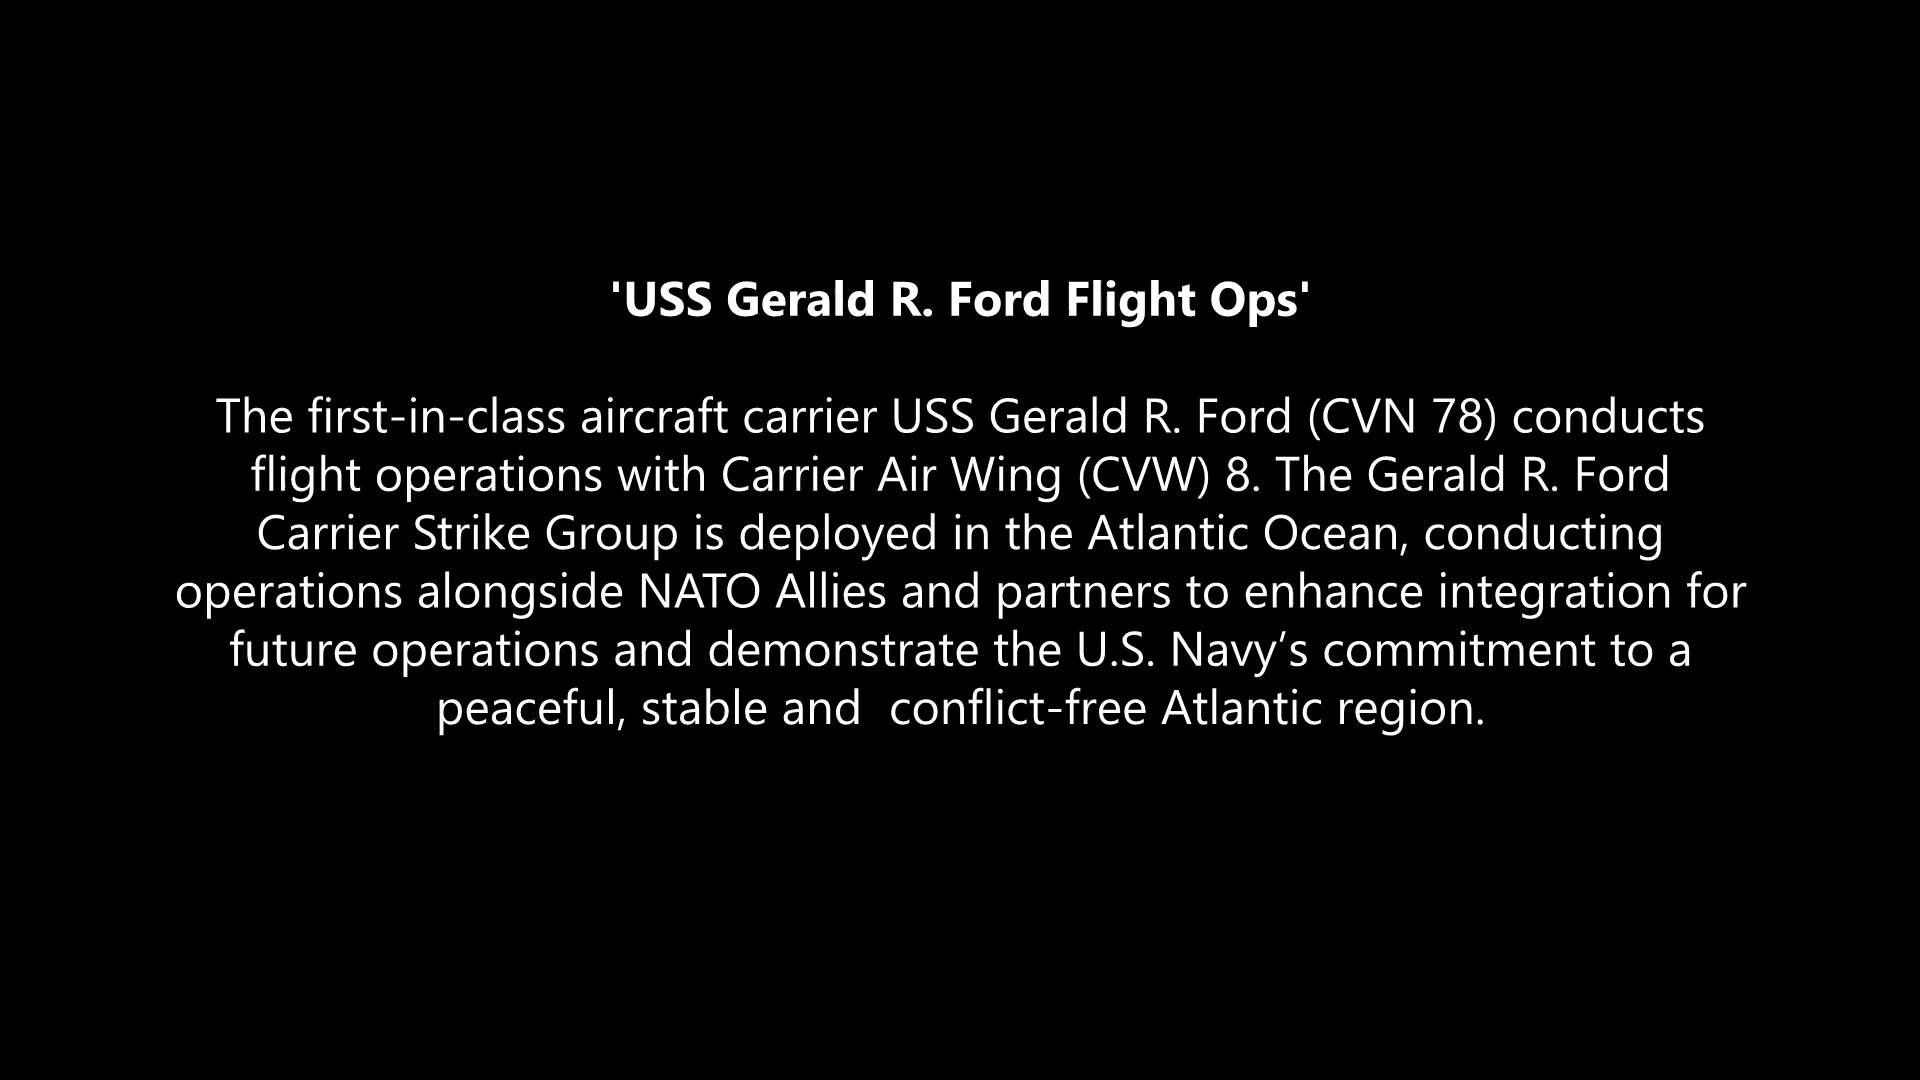 'USS Gerald R. Ford Flight Ops'
The first-in-class aircraft carrier USS Gerald R. Ford (CVN 78) conducts
flight operations with Carrier Air Wing (CVW) 8. The Gerald R. Ford
Carrier Strike Group is deployed in the Atlantic Ocean, conducting
operations alongside NATO Allies and partners to enhance integration for
future operations and demonstrate the U.S. Navy’s commitment to a
peaceful, stable and  conflict-free Atlantic region.